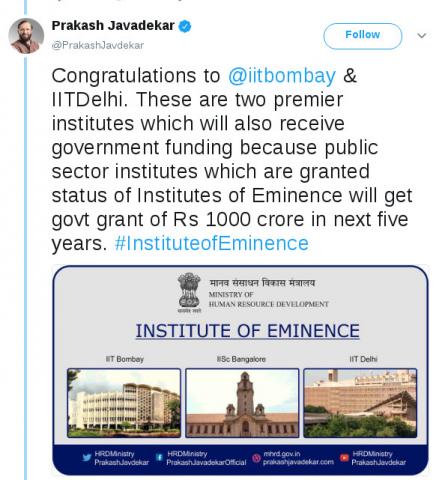 Prakash Javadekar
@PrakashJavdekar
Follow
Congratulations to @iitbombay &
IITDelhi. These are two premier
institutes which will also receive
government funding because public
sector institutes which are granted
status of Institutes of Eminence will get
govt grant of Rs 1000 crore in next five
years. #InstituteofEminence
मानव संसाधन विकास मंत्रालय
MINISTRY OF
HUMAN RESOURCE DEVELOPMENT
सत्यमेव जयते
INSTITUTE OF EMINENCE
IIT Bombay IISc Bangalore IIT Delhi
HRDMinistry HRDMinistry mhrd.gov.in HRDMinistry
PrakashJavdekar PrakashJavadekarOfficial prakashjavadekar.com PrakashJavdekar